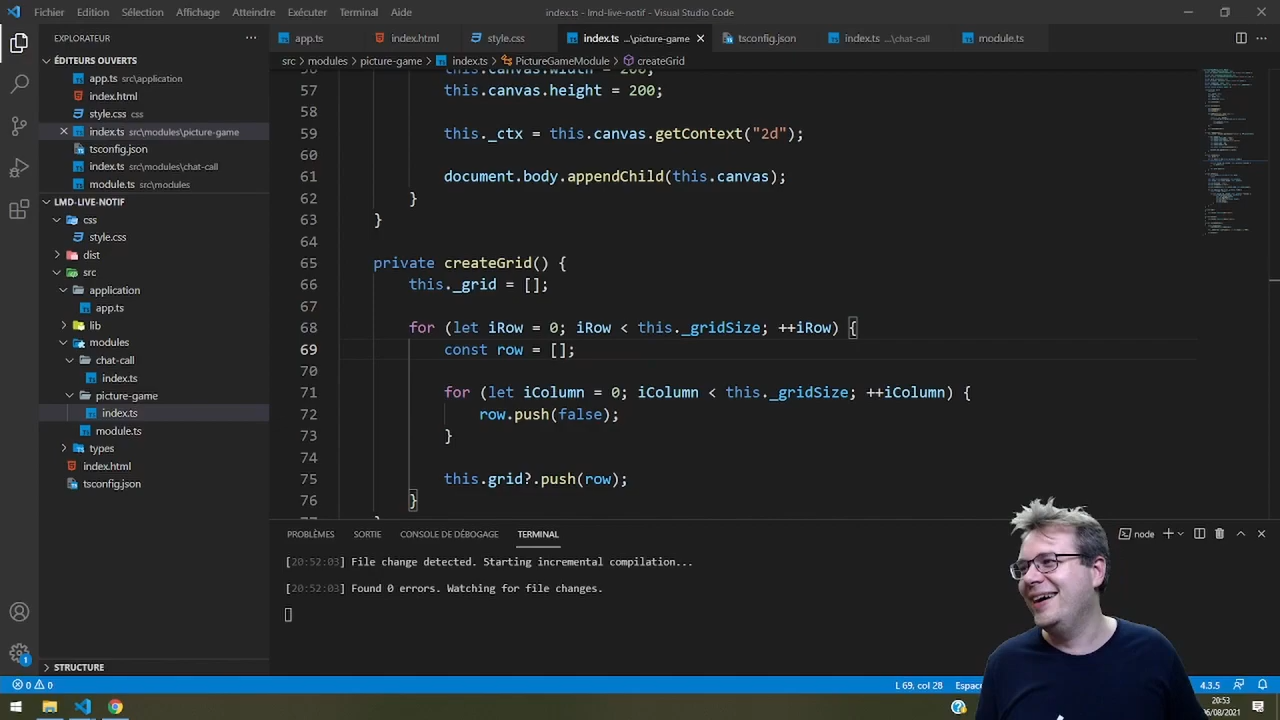 Fichier Édition Sélection Affichage Atteindre Exécuter Terminal Aide index.ts - lmd-live-notif - Visual Studio Code
EXPLORATEUR ···
app.ts index.html style.css index.ts ...\picture-game tsconfig.json index.ts ...\chat-call module.ts
src > modules > picture-game > index.ts > PictureGameModule > createGrid
ÉDITEURS OUVERTS
app.ts src\application
index.html
style.css css
index.ts src\modules\picture-game
tsconfig.json
index.ts src\modules\chat-call
module.ts src\modules
LMD-LIVE-NOTIF
css
style.css
dist
src
application
app.ts
lib
modules
chat-call
index.ts
picture-game
index.ts
module.ts
types
index.html
tsconfig.json
STRUCTURE
56 this.canvas.width = 200;
57 this.canvas.height = 200;
58
59 this._ctx = this.canvas.getContext("2d");
60
61 document.body.appendChild(this.canvas);
62 }
63 }
64
65 private createGrid() {
66 this._grid = [];
67
68 for (let iRow = 0; iRow < this._gridSize; ++iRow) {
69 const row = [];
70
71 for (let iColumn = 0; iColumn < this._gridSize; ++iColumn) {
72 row.push(false);
73 }
74
75 this.grid?.push(row);
76 }
77 }
PROBLÈMES SORTIE CONSOLE DE DÉBOGAGE TERMINAL node
[20:52:03] File change detected. Starting incremental compilation...
[20:52:03] Found 0 errors. Watching for file changes.
1
0 0 L 69, col 28 4.3.5
20:53
06/08/2021